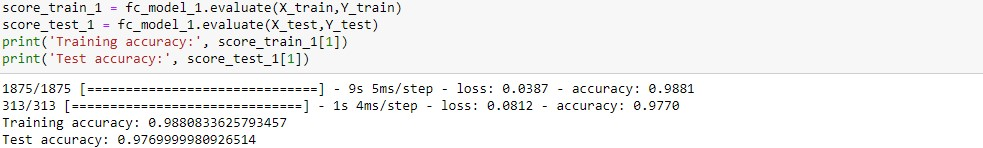 score_train_1 = fc_model_1.evaluate(X_train,Y_train)
score_test_1 = fc_model_1.evaluate(X_test,Y_test)
print('Training accuracy:', score_train_1[1])
print('Test accuracy:', score_test_1[1])
1875/1875 [==============================] - 9s 5ms/step - loss: 0.0387 - accuracy: 0.9881
313/313 [==============================] - 1s 4ms/step - loss: 0.0812 - accuracy: 0.9770
Training accuracy: 0.9880833625793457
Test accuracy: 0.9769999980926514